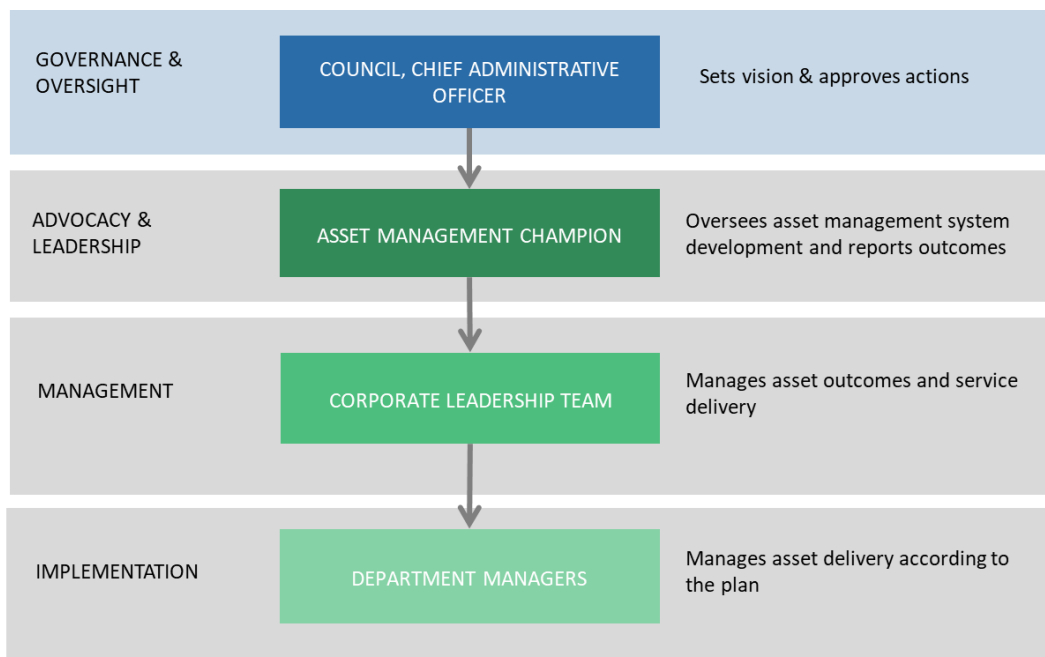 GOVERNANCE &
OVERSIGHT
COUNCIL, CHIEF ADMINISTRATIVE
OFFICER
Sets vision & approves actions
ADVOCACY &
LEADERSHIP
ASSET MANAGEMENT CHAMPION
Oversees asset management system
development and reports outcomes
MANAGEMENT
CORPORATE LEADERSHIP TEAM
Manages asset outcomes and service
delivery
IMPLEMENTATION
DEPARTMENT MANAGERS
Manages asset delivery according to
the plan